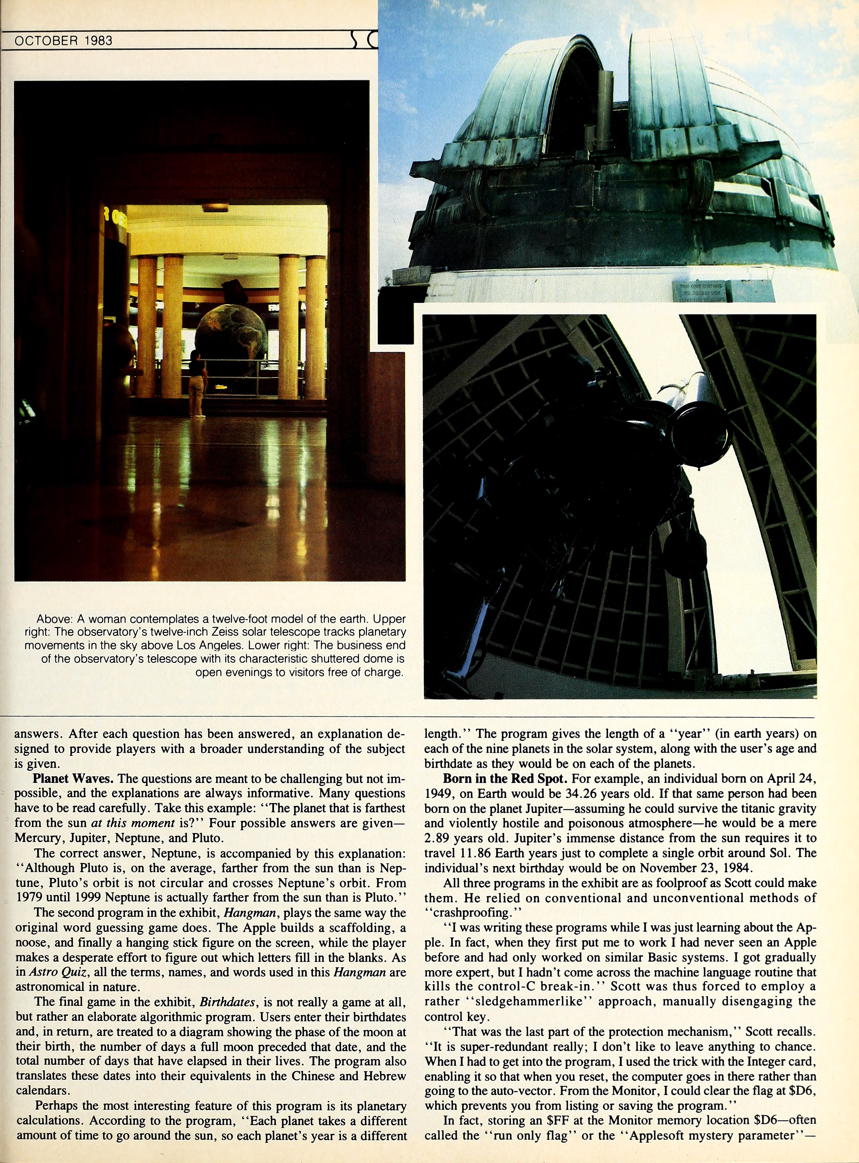 OCTOBER 1983
Above: A woman contemplates a twelve-foot model of the earth. Upper
right: The observatory's twelve-inch Zeiss solar telescope tracks planetary
movements in the sky above Los Angeles. Lower right: The business end
of the observatory's telescope with its characteristic shuttered dome is
open evenings to visitors free of charge.
answers. After each question has been answered, an explanation de-
signed to provide players with a broader understanding of the subject
is given.
Planet Waves. The questions are meant to be challenging but not im-
possible, and the explanations are always informative. Many questions
have to be read carefully. Take this example: ‘‘The planet that is farthest
from the sun at this moment is?’’ Four possible answers are given—
Mercury, Jupiter, Neptune, and Pluto.
The correct answer, Neptune, is accompanied by this explanation:
‘‘Although Pluto is, on the average, farther from the sun than is Nep-
tune, Pluto's orbit is not circular and crosses Neptune's orbit. From
1979 until 1999 Neptune is actually farther from the sun than is Pluto.’’
The second program in the exhibit, Hangman, plays the same way the
original word guessing game does. The Apple builds a scaffolding, a
noose, and finally a hanging stick figure on the screen, while the player
makes a desperate effort to figure out which letters fill in the blanks. As
in Astro Quiz, all the terms, names, and words used in this Hangman are
astronomical in nature.
The final game in the exhibit, Birthdates, is not really a game at all,
but rather an elaborate algorithmic program. Users enter their birthdates
and, in return, are treated to a diagram showing the phase of the moon at
their birth, the number of days a full moon preceded that date, and the
total number of days that have elapsed in their lives. The program also
translates these dates into their equivalents in the Chinese and Hebrew
calendars.
Perhaps the most interesting feature of this program is its planetary
calculations. According to the program, ‘‘Each planet takes a different
amount of time to go around the sun, so each planet's year is a different
length.’’ The program gives the length of a ‘‘year’’ (in earth years) on
each of the nine planets in the solar system, along with the user's age and
birthdate as they would be on each of the planets.
Born in the Red Spot. For example, an individual born on April 24,
1949, on Earth would be 34.26 years old. If that same person had been
born on the planet Jupiter—assuming he could survive the titanic gravity
and violently hostile and poisonous atmosphere—he would be a mere
2.89 years old. Jupiter's immense distance from the sun requires it to
travel 11.86 Earth years just to complete a single orbit around Sol. The
individual's next birthday would be on November 23, 1984.
All three programs in the exhibit are as foolproof as Scott could make
them. He relied on conventional and unconventional methods of
‘‘crashproofing.’’
‘‘I was writing these programs while I was just learning about the Ap-
ple. In fact, when they first put me to work I had never seen an Apple
before and had only worked on similar Basic systems. I got gradually
more expert, but I hadn't come across the machine language routine that
kills the control-C break-in.’’ Scott was thus forced to employ a
rather ‘‘sledgehammerlike’’ approach, manually disengaging the
control key.
‘‘That was the last part of the protection mechanism,’’ Scott recalls.
‘‘It is super-redundant really; I don't like to leave anything to chance.
When I had to get into the program, I used the trick with the Integer card,
enabling it so that when you reset, the computer goes in there rather than
going to the auto-vector. From the Monitor, I could clear the flag at $D6,
which prevents you from listing or saving the program.’’
In fact, storing an $FF at the Monitor memory location $D6—often
called the ‘‘run only flag’’ or the ‘‘Applesoft mystery parameter’’—